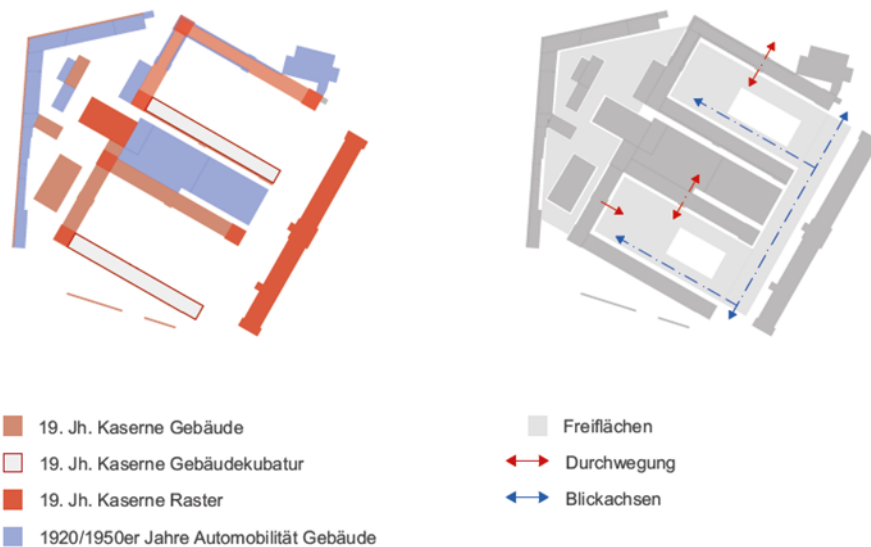 19. Jh. Kaserne Gebäude
19. Jh. Kaserne Gebäudekubatur
19. Jh. Kaserne Raster
1920/1950er Jahre Automobilität Gebäude
Freiflächen
Durchwegung
Blickachsen